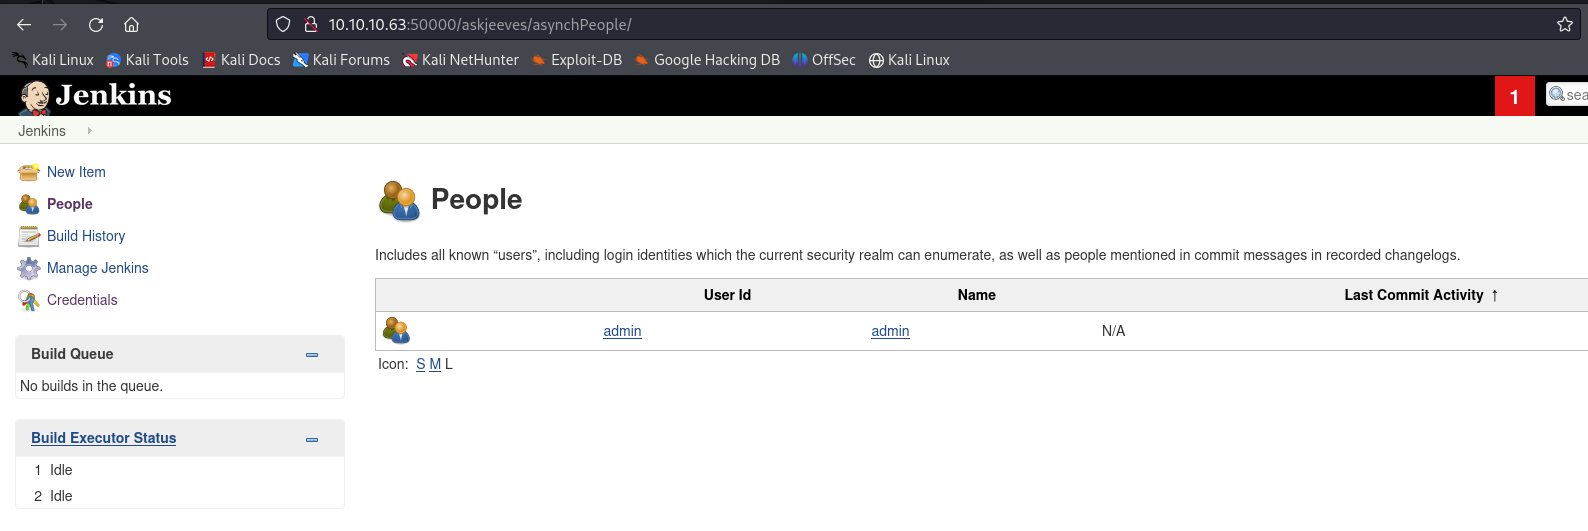 10.10.10.63:50000/askjeeves/asynchPeople/
Kali Linux Kali Tools Kali Docs Kali Forums Kali NetHunter Exploit-DB Google Hacking DB OffSec Kali Linux
Jenkins 1 sea
Jenkins
New Item
People
Build History
Manage Jenkins
Credentials
Build Queue
No builds in the queue.
Build Executor Status
1 Idle
2 Idle
People
Includes all known “users”, including login identities which the current security realm can enumerate, as well as people mentioned in commit messages in recorded changelogs.
User Id Name Last Commit Activity ↑
admin admin N/A
Icon: S M L